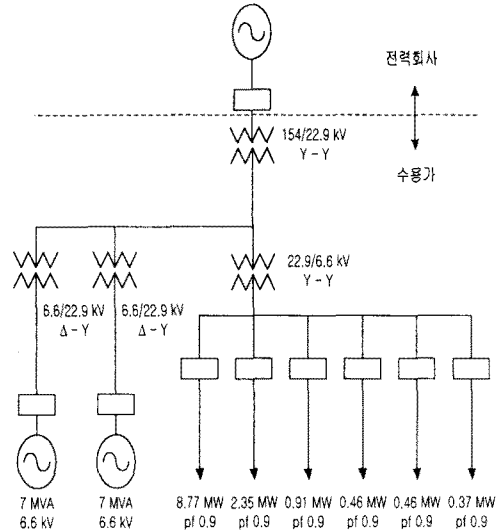 전력회사
154/22.9 kV
Y – Y
수용가
22.9/6.6 kV
Y – Y
6.6/22.9 kV
Δ – Y
6.6/22.9 kV
Δ – Y
7 MVA
6.6 kV
7 MVA
6.6 kV
8.77 MW
pf 0.9
2.35 MW
pf 0.9
0.91 MW
pf 0.9
0.46 MW
pf 0.9
0.46 MW
pf 0.9
0.37 MW
pf 0.9